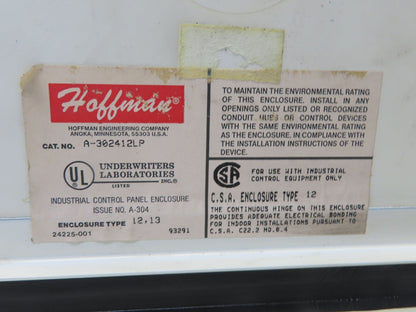 Hoffman®
HOFFMAN ENGINEERING COMPANY
ANOKA, MINNESOTA, 55303 U.S.A.
CAT. NO. A-302412LP
UL
UNDERWRITERS
LABORATORIES
INC.®
LISTED
INDUSTRIAL CONTROL PANEL ENCLOSURE
ISSUE NO. A-304
ENCLOSURE TYPE 12,13
24225-001 93291
TO MAINTAIN THE ENVIRONMENTAL RATING
OF THIS ENCLOSURE. INSTALL IN ANY
OPENINGS ONLY LISTED OR RECOGNIZED
CONDUIT HUBS OR CONTROL DEVICES
WITH THE SAME ENVIRONMENTAL RATING
AS THE ENCLOSURE IN COMPLIANCE WITH
THE INSTALLATION INSTRUCTIONS OF THE
DEVICE.
SA
FOR USE WITH INDUSTRIAL
CONTROL EQUIPMENT ONLY
C.S.A. ENCLOSURE TYPE 12
THE CONTINUOUS HINGE ON THIS ENCLOSURE
PROVIDES ADEQUATE ELECTRICAL BONDING
FOR INDOOR INSTALLATIONS PURSUANT TO
C.S.A. C22.2 NO.0.4